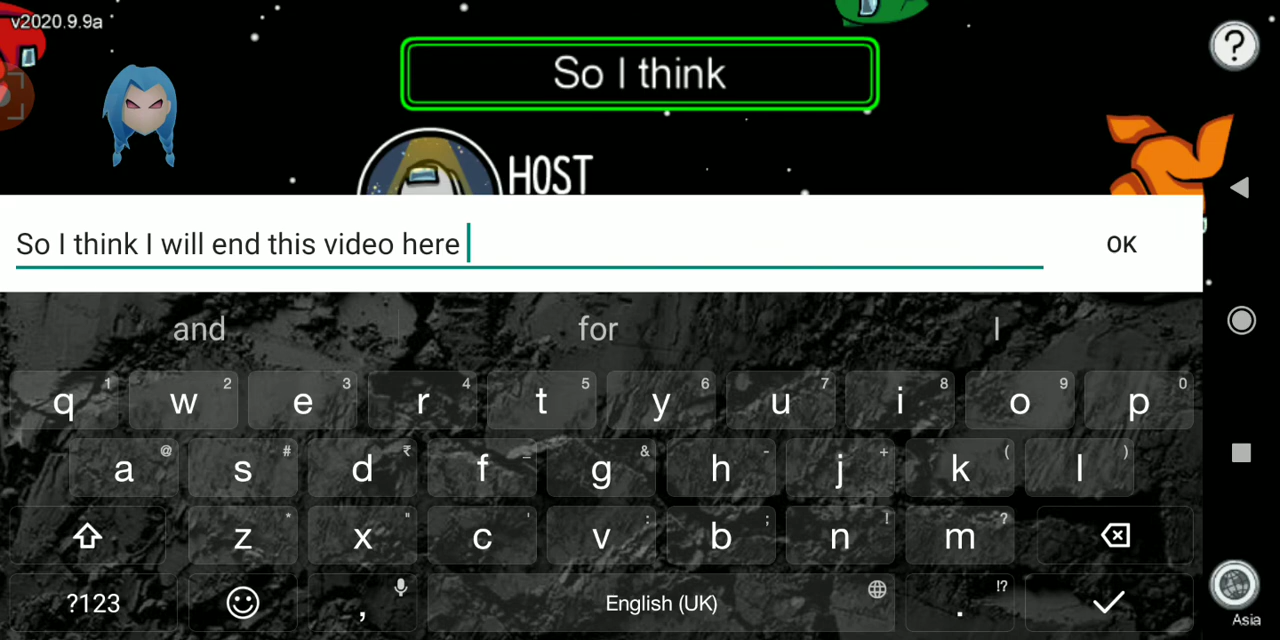 v2020.9.9a
So I think
?
HOST
So I think I will end this video here
OK
and for I
1 2 3 4 5 6 7 8 9 0
q w e r t y u i o p
@ # ₹ _ & - + ( )
a s d f g h j k l
* " ' : ; ! ?
z x c v b n m
?123 , English (UK) . !?
Asia